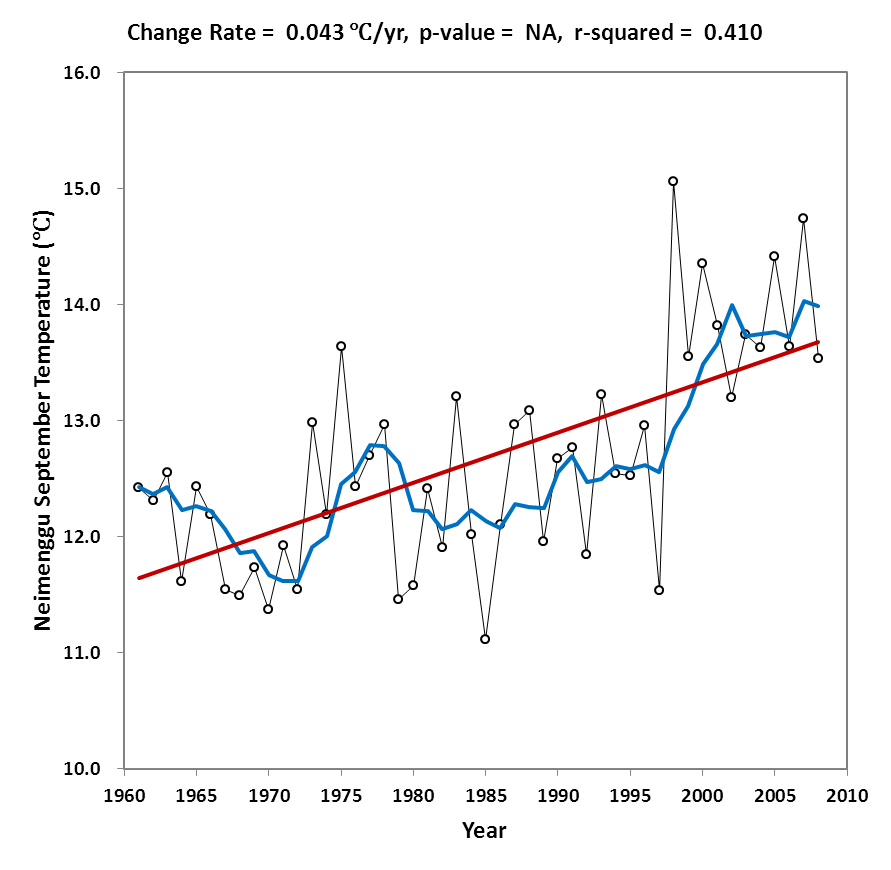 Change Rate =  0.043 ℃/yr,  p-value =  NA,  r-squared =  0.410
16.0
15.0
14.0
13.0
12.0
11.0
10.0
Neimenggu September Temperature (℃)
1960 1965 1970 1975 1980 1985 1990 1995 2000 2005 2010
Year